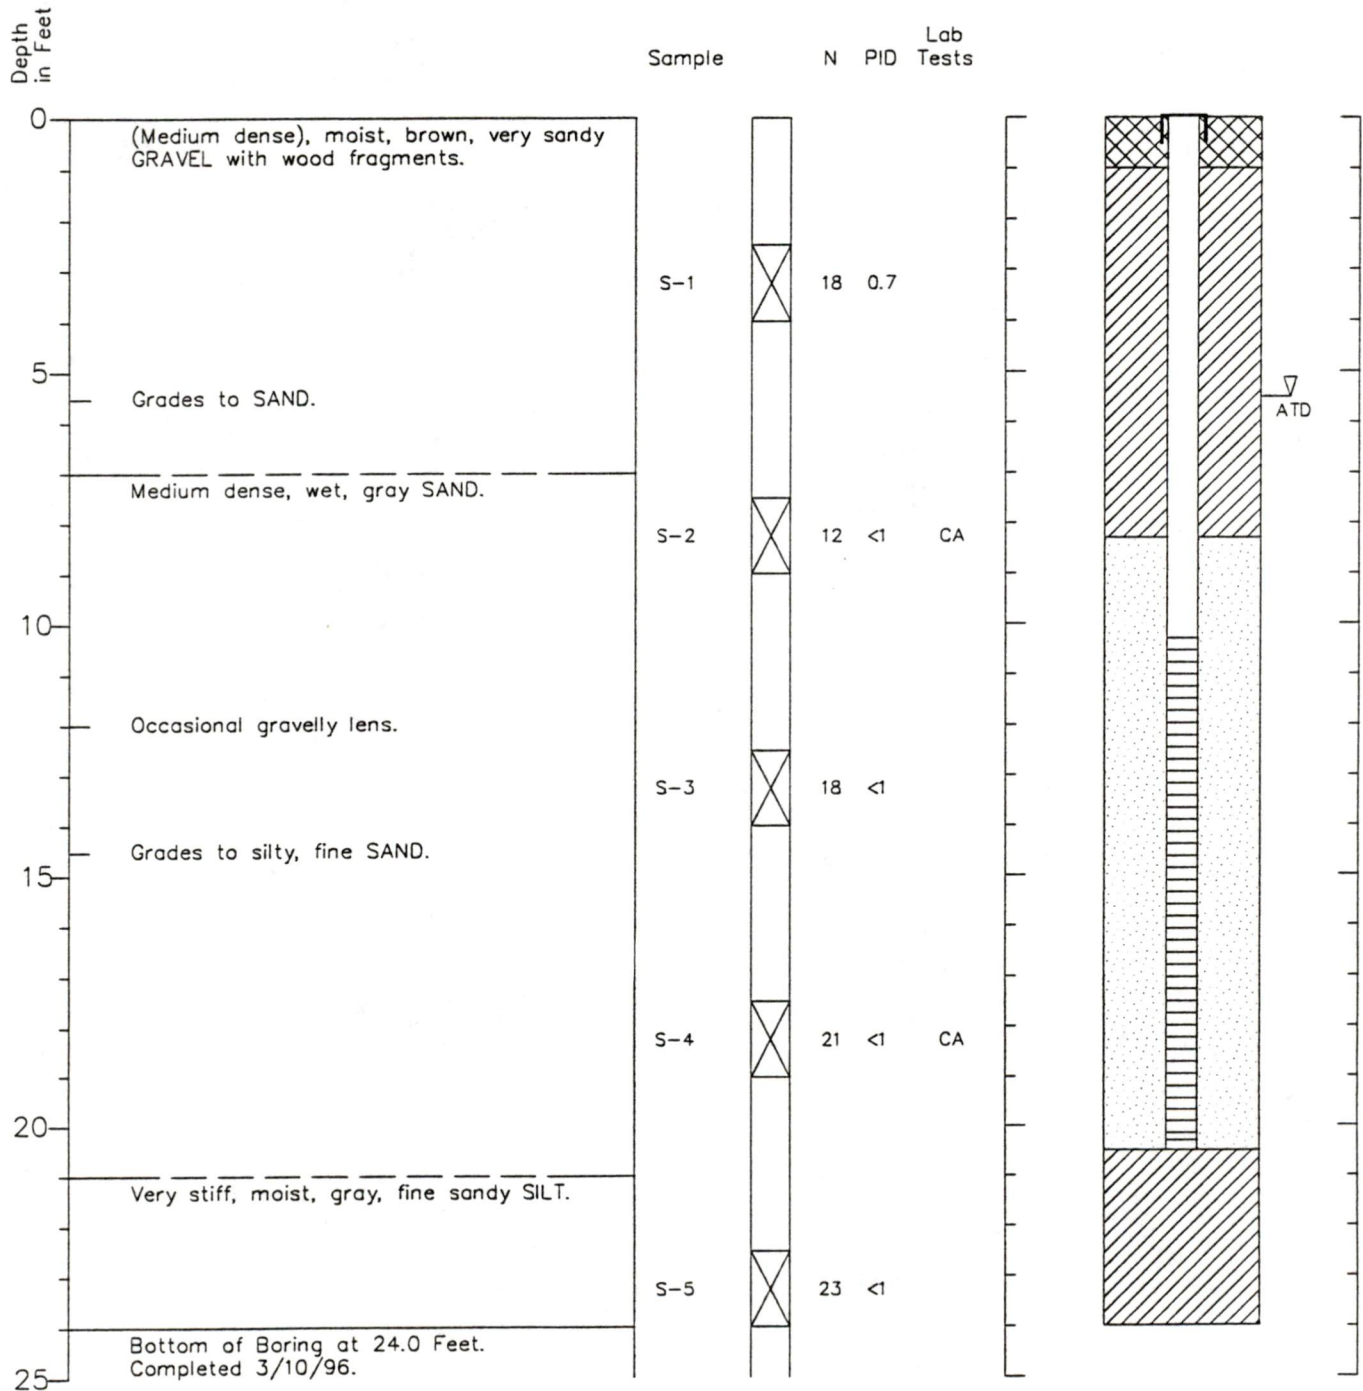 Depth
in Feet
Sample
N
PID
Lab
Tests
0
(Medium dense), moist, brown, very sandy
GRAVEL with wood fragments.
S-1 18 0.7
5
Grades to SAND.
ATD
Medium dense, wet, gray SAND.
S-2 12 <1 CA
10
Occasional gravelly lens.
S-3 18 <1
Grades to silty, fine SAND.
15
S-4 21 <1 CA
20
Very stiff, moist, gray, fine sandy SILT.
S-5 23 <1
Bottom of Boring at 24.0 Feet.
Completed 3/10/96.
25